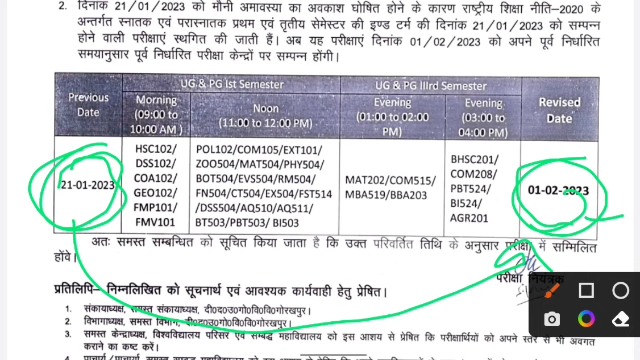 2. दिनांक 21/01/2023 को मौनी अमावस्या का अवकाश घोषित होने के कारण राष्ट्रीय शिक्षा नीति-2020 के
अन्तर्गत स्नातक एवं परास्नातक प्रथम एवं तृतीय सेमेस्टर की इण्ड टर्म की दिनांक 21/01/2023 को सम्पन्न
होने वाली परीक्षाएं स्थगित की जाती हैं। अब यह परीक्षाएं दिनांक 01/02/2023 को अपने पूर्व निर्धारित
समयानुसार पूर्व निर्धारित परीक्षा केन्द्रों पर सम्पन्न होंगी।
Previous Date
UG & PG Ist Semester
UG & PG IIIrd Semester
Revised Date
Morning (09:00 to 10:00 AM)
Noon (11:00 to 12:00 PM)
Evening (01:00 to 02:00 PM)
Evening (03:00 to 04:00 PM)
21-01-2023
HSC102/
DSS102/
COA102/
GEO102/
FMP101/
FMV101
POL102/COM105/EXT101/
ZOO504/MAT504/PHY504/
BOT504/EVS504/RM504/
FN504/CT504/EX504/FST514
/DSS504/AQ510/AQ511/
BT503/PBT503/ BI503
MAT202/COM515/
MBA519/BBA203
BHSC201/
COM208/
PBT524/
BI524/
AGR201
01-02-2023
अतः समस्त सम्बन्धित को सूचित किया जाता है कि उक्त परिवर्तित तिथि के अनुसार परीक्षा में सम्मिलित
होंवे।
परीक्षा नियंत्रक
प्रतिलिपि– निम्नलिखित को सूचनार्थ एवं आवश्यक कार्यवाही हेतु प्रेषित।
1. संकायाध्यक्ष, समस्त संकायाध्यक्ष, दी०द०उ०गो०वि०वि०गोरखपुर।
2. विभागाध्यक्ष, समस्त विभाग, दी०द०उ०गो०वि०वि०गोरखपुर।
3. समस्त केन्द्राध्यक्ष, विश्वविद्यालय परिसर एवं सम्बद्ध महाविद्यालय को इस आशय से प्रेषित कि परीक्षार्थियों को अपने स्तर से भी अवगत
कराने का कष्ट करें।